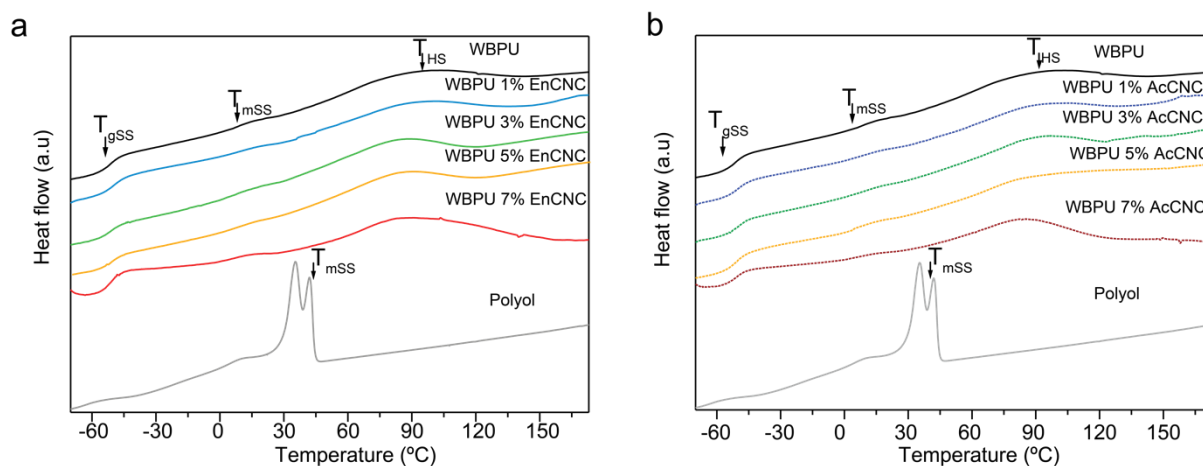 a
T HS
WBPU
WBPU 1% EnCNC
T mSS
WBPU 3% EnCNC
T gSS
WBPU 5% EnCNC
WBPU 7% EnCNC
T mSS
Polyol
Heat flow (a.u)
-60 -30 0 30 60 90 120 150
Temperature (ºC)
b
T HS
WBPU
WBPU 1% AcCNC
T mSS
WBPU 3% AcCNC
T gSS
WBPU 5% AcCNC
WBPU 7% AcCNC
T mSS
Polyol
Heat flow (a.u)
-60 -30 0 30 60 90 120 150
Temperature (ºC)